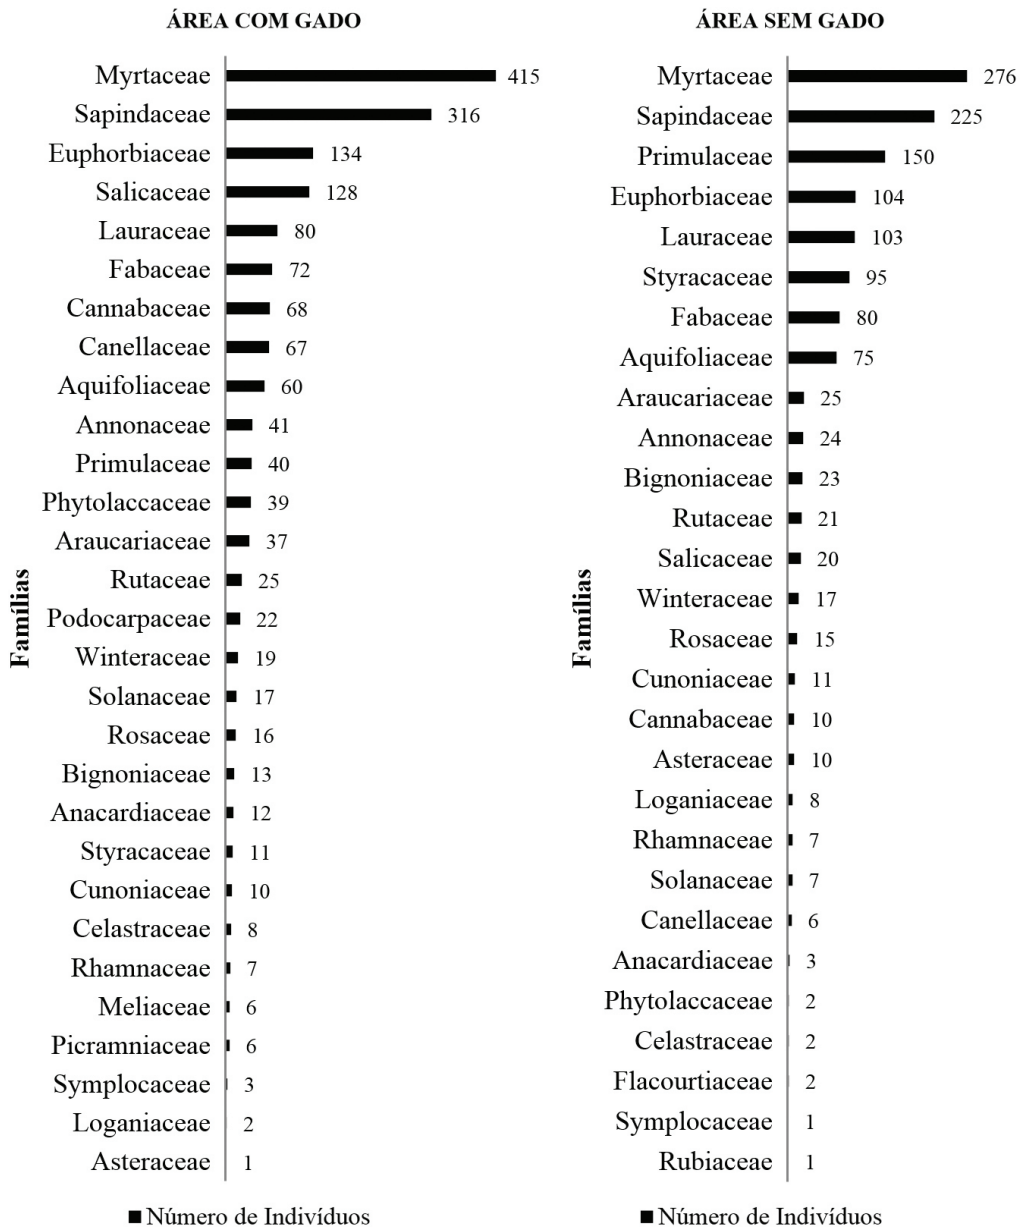 ÁREA COM GADO
Famílias
Myrtaceae 415
Sapindaceae 316
Euphorbiaceae 134
Salicaceae 128
Lauraceae 80
Fabaceae 72
Cannabaceae 68
Canellaceae 67
Aquifoliaceae 60
Annonaceae 41
Primulaceae 40
Phytolaccaceae 39
Araucariaceae 37
Rutaceae 25
Podocarpaceae 22
Winteraceae 19
Solanaceae 17
Rosaceae 16
Bignoniaceae 13
Anacardiaceae 12
Styracaceae 11
Cunoniaceae 10
Celastraceae 8
Rhamnaceae 7
Meliaceae 6
Picramniaceae 6
Symplocaceae 3
Loganiaceae 2
Asteraceae 1
Número de Indivíduos
ÁREA SEM GADO
Famílias
Myrtaceae 276
Sapindaceae 225
Primulaceae 150
Euphorbiaceae 104
Lauraceae 103
Styracaceae 95
Fabaceae 80
Aquifoliaceae 75
Araucariaceae 25
Annonaceae 24
Bignoniaceae 23
Rutaceae 21
Salicaceae 20
Winteraceae 17
Rosaceae 15
Cunoniaceae 11
Cannabaceae 10
Asteraceae 10
Loganiaceae 8
Rhamnaceae 7
Solanaceae 7
Canellaceae 6
Anacardiaceae 3
Phytolaccaceae 2
Celastraceae 2
Flacourtiaceae 2
Symplocaceae 1
Rubiaceae 1
Número de Indivíduos